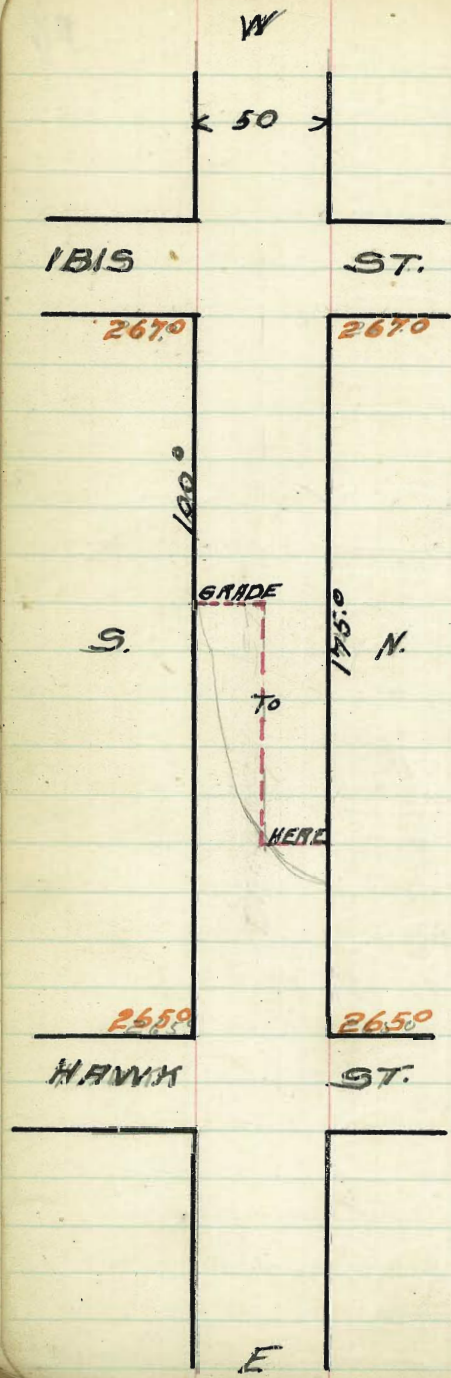 W
50
IBIS ST.
267.0 267.0
100.0
GRADE
175.0
S. N.
TO
HERE
265.0 265.0
HAWK ST.
E